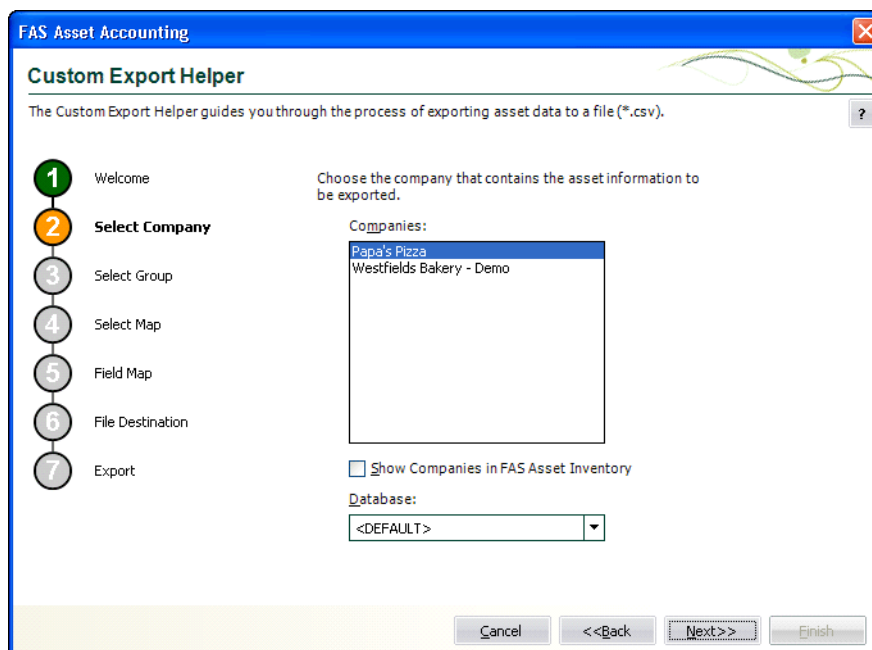 FAS Asset Accounting
Custom Export Helper
The Custom Export Helper guides you through the process of exporting asset data to a file (*.csv).
?
1 Welcome
2 Select Company
3 Select Group
4 Select Map
5 Field Map
6 File Destination
7 Export
Choose the company that contains the asset information to
be exported.
Companies:
Papa's Pizza
Westfields Bakery - Demo
Show Companies in FAS Asset Inventory
Database:
<DEFAULT>
Cancel
<<Back
Next>>
Finish